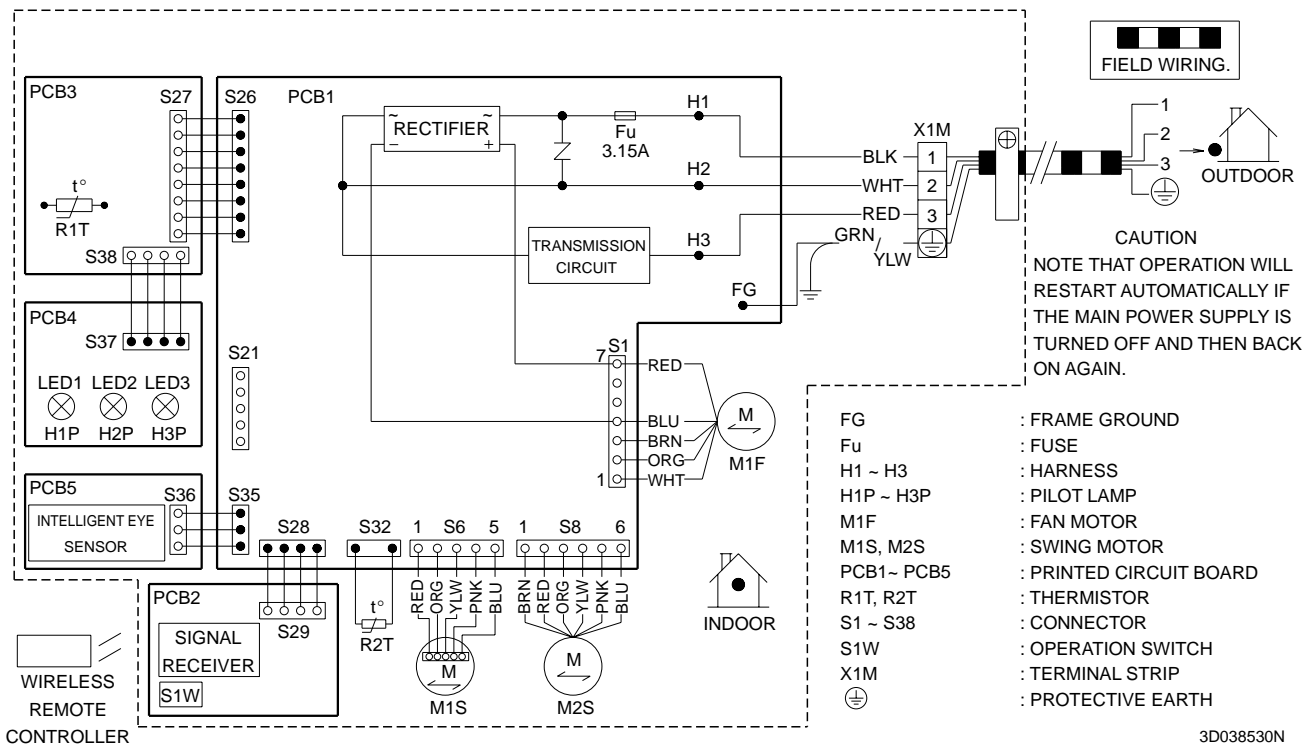 FIELD WIRING.
PCB3
S27
S26
PCB1
t°
R1T
S38
RECTIFIER
~
~
−
+
Fu
3.15A
H1
H2
H3
TRANSMISSION
CIRCUIT
FG
X1M
BLK
1
WHT
2
RED
3
GRN/
YLW
1
2
3
OUTDOOR
CAUTION
NOTE THAT OPERATION WILL
RESTART AUTOMATICALLY IF
THE MAIN POWER SUPPLY IS
TURNED OFF AND THEN BACK
ON AGAIN.
PCB4
S37
LED1 LED2 LED3
H1P H2P H3P
S21
7
S1
RED
BLU
BRN
ORG
WHT
1
M
M1F
PCB5
S36
S35
INTELLIGENT EYE
SENSOR
S28
S32
1 S6 5
1 S8 6
RED
ORG
YLW
PNK
BLU
BRN
RED
ORG
YLW
PNK
BLU
PCB2
S29
SIGNAL
RECEIVER
S1W
t°
R2T
M
M1S
M
M2S
INDOOR
WIRELESS
REMOTE
CONTROLLER
FG : FRAME GROUND
Fu : FUSE
H1 ~ H3 : HARNESS
H1P ~ H3P : PILOT LAMP
M1F : FAN MOTOR
M1S, M2S : SWING MOTOR
PCB1~ PCB5 : PRINTED CIRCUIT BOARD
R1T, R2T : THERMISTOR
S1 ~ S38 : CONNECTOR
S1W : OPERATION SWITCH
X1M : TERMINAL STRIP
: PROTECTIVE EARTH
3D038530N